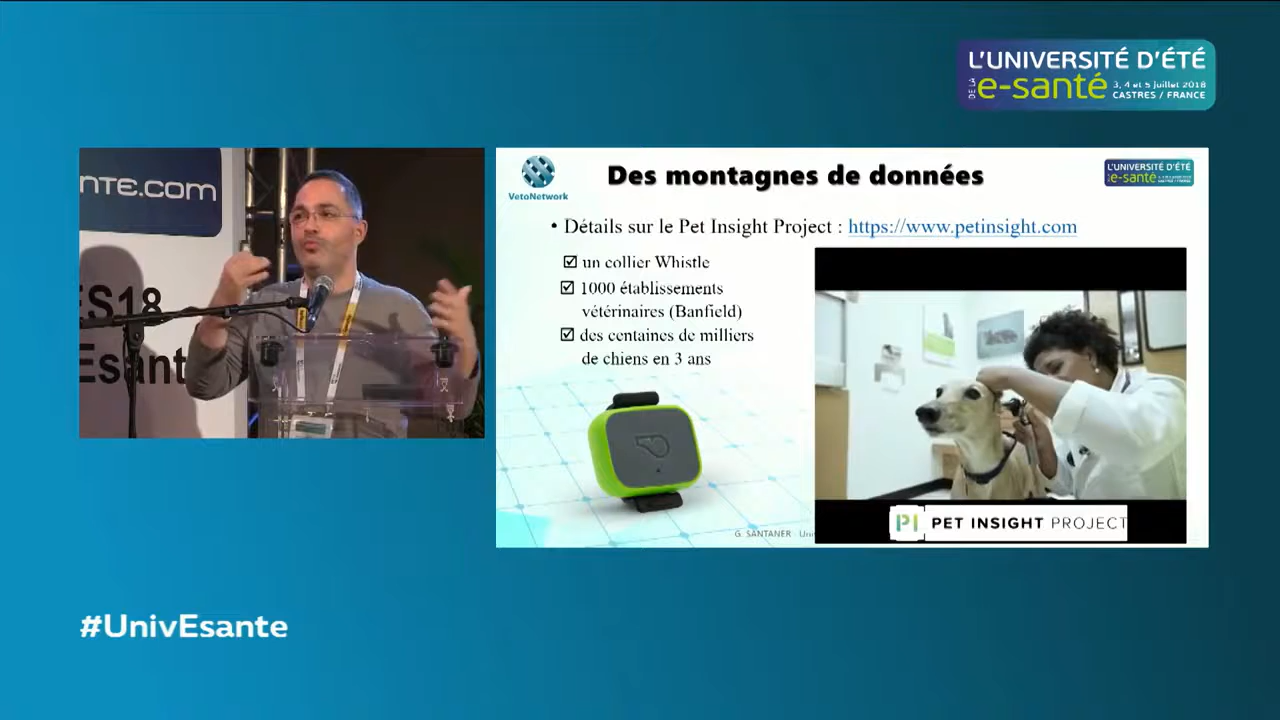 L'UNIVERSITÉ D'ÉTÉ
DE LA e-santé
3, 4 et 5 juillet 2018
CASTRES / FRANCE
NTE.COM
ES18
Esant
VetoNetwork
Des montagnes de données
L'UNIVERSITÉ D'ÉTÉ
e-santé
• Détails sur le Pet Insight Project : https://www.petinsight.com
☑ un collier Whistle
☑ 1000 établissements
vétérinaires (Banfield)
☑ des centaines de milliers
de chiens en 3 ans
G. SANTANER
PI PET INSIGHT PROJECT
#UnivEsante